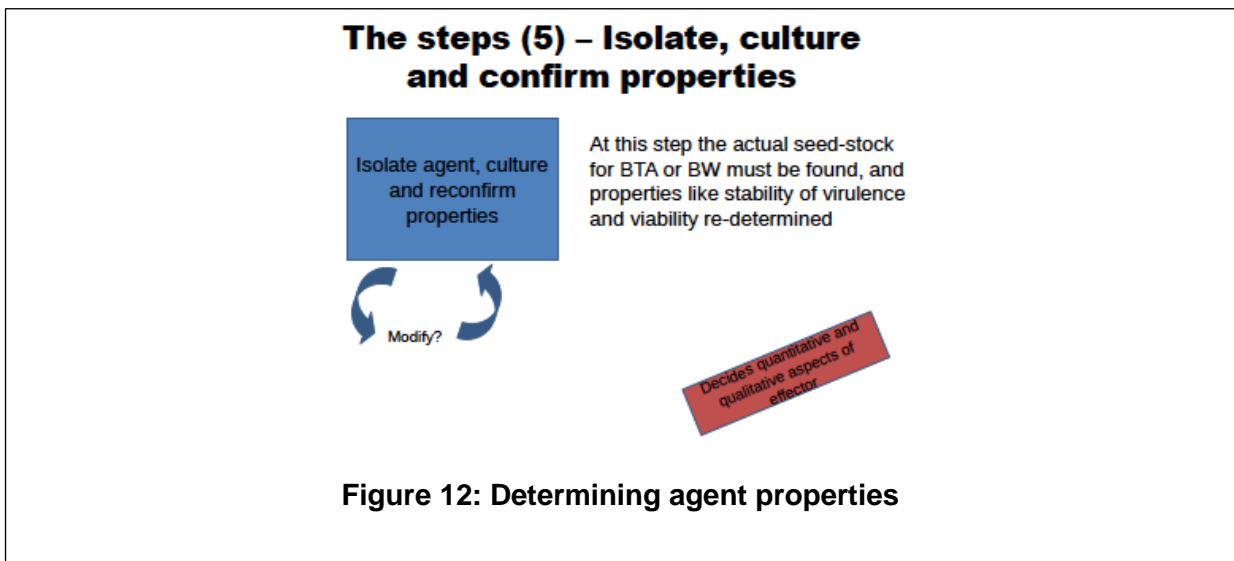 The steps (5) – Isolate, culture
and confirm properties
Isolate agent, culture
and reconfirm
properties
At this step the actual seed-stock
for BTA or BW must be found, and
properties like stability of virulence
and viability re-determined
Modify?
Decides quantitative and
qualitative aspects of
effector
Figure 12: Determining agent properties